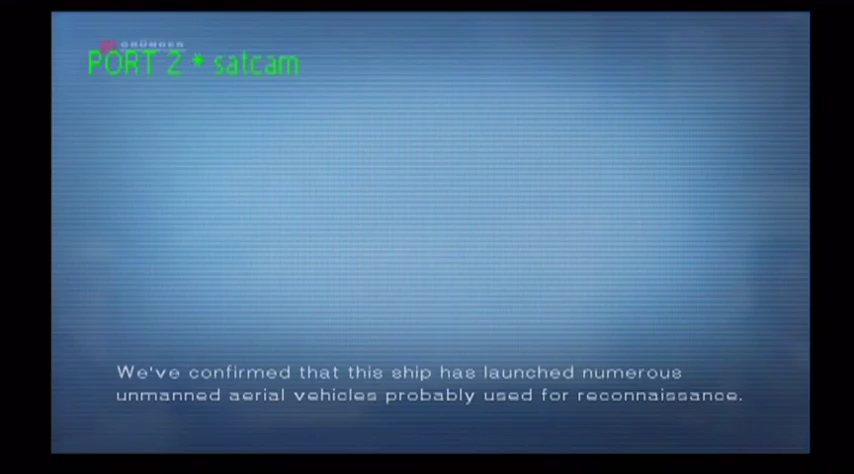 GRÜNDER
PORT 2 * satcam
We've confirmed that this ship has launched numerous
unmanned aerial vehicles probably used for reconnaissance.